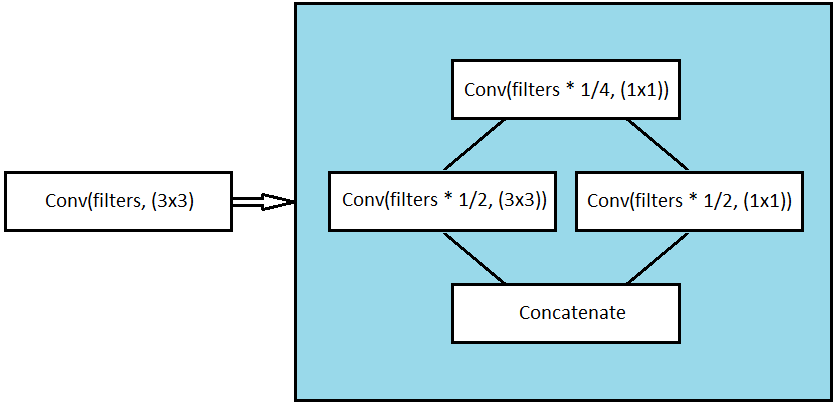 Conv(filters * 1/4, (1x1))
Conv(filters, (3x3)
Conv(filters * 1/2, (3x3))
Conv(filters * 1/2, (1x1))
Concatenate